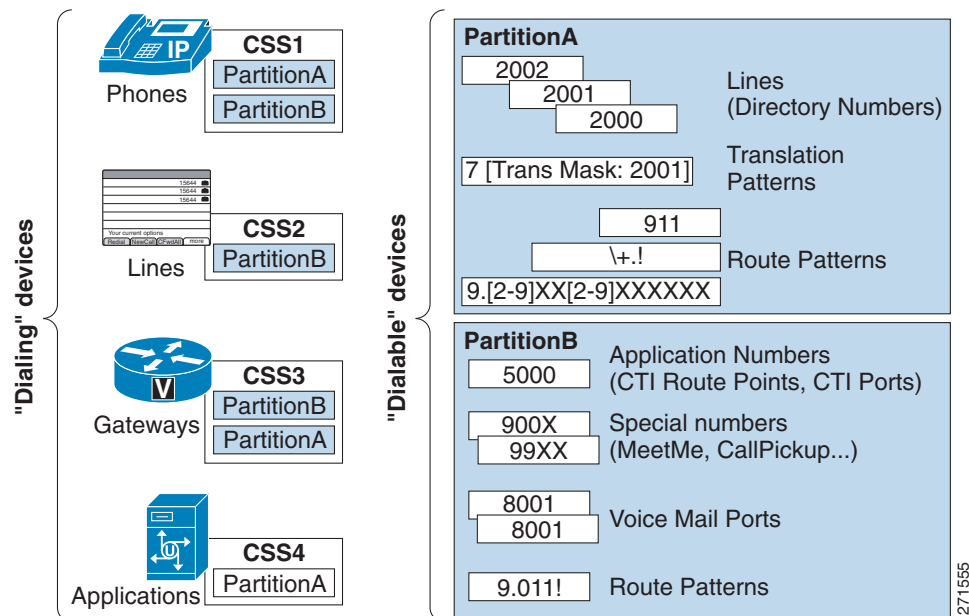 "Dialing" devices
IP
Phones
CSS1
PartitionA
PartitionB
15644
15644
15644
Your current options
Redial NewCall CFwdAll more
Lines
CSS2
PartitionB
V
Gateways
CSS3
PartitionB
PartitionA
U
Applications
CSS4
PartitionA
"Dialable" devices
PartitionA
2002
2001
2000
Lines
(Directory Numbers)
7 [Trans Mask: 2001]
Translation
Patterns
911
\+.!
9.[2-9]XX[2-9]XXXXXX
Route Patterns
PartitionB
5000
Application Numbers
(CTI Route Points, CTI Ports)
900X
99XX
Special numbers
(MeetMe, CallPickup...)
8001
8001
Voice Mail Ports
9.011!
Route Patterns
271555